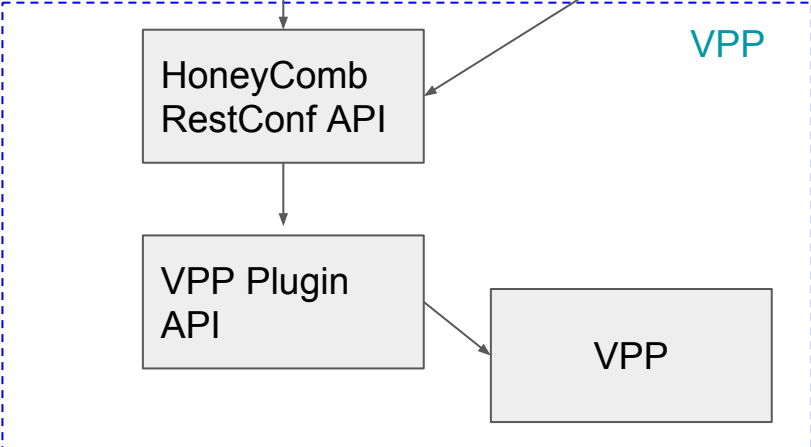 VPP
HoneyComb
RestConf API
VPP Plugin
API
VPP